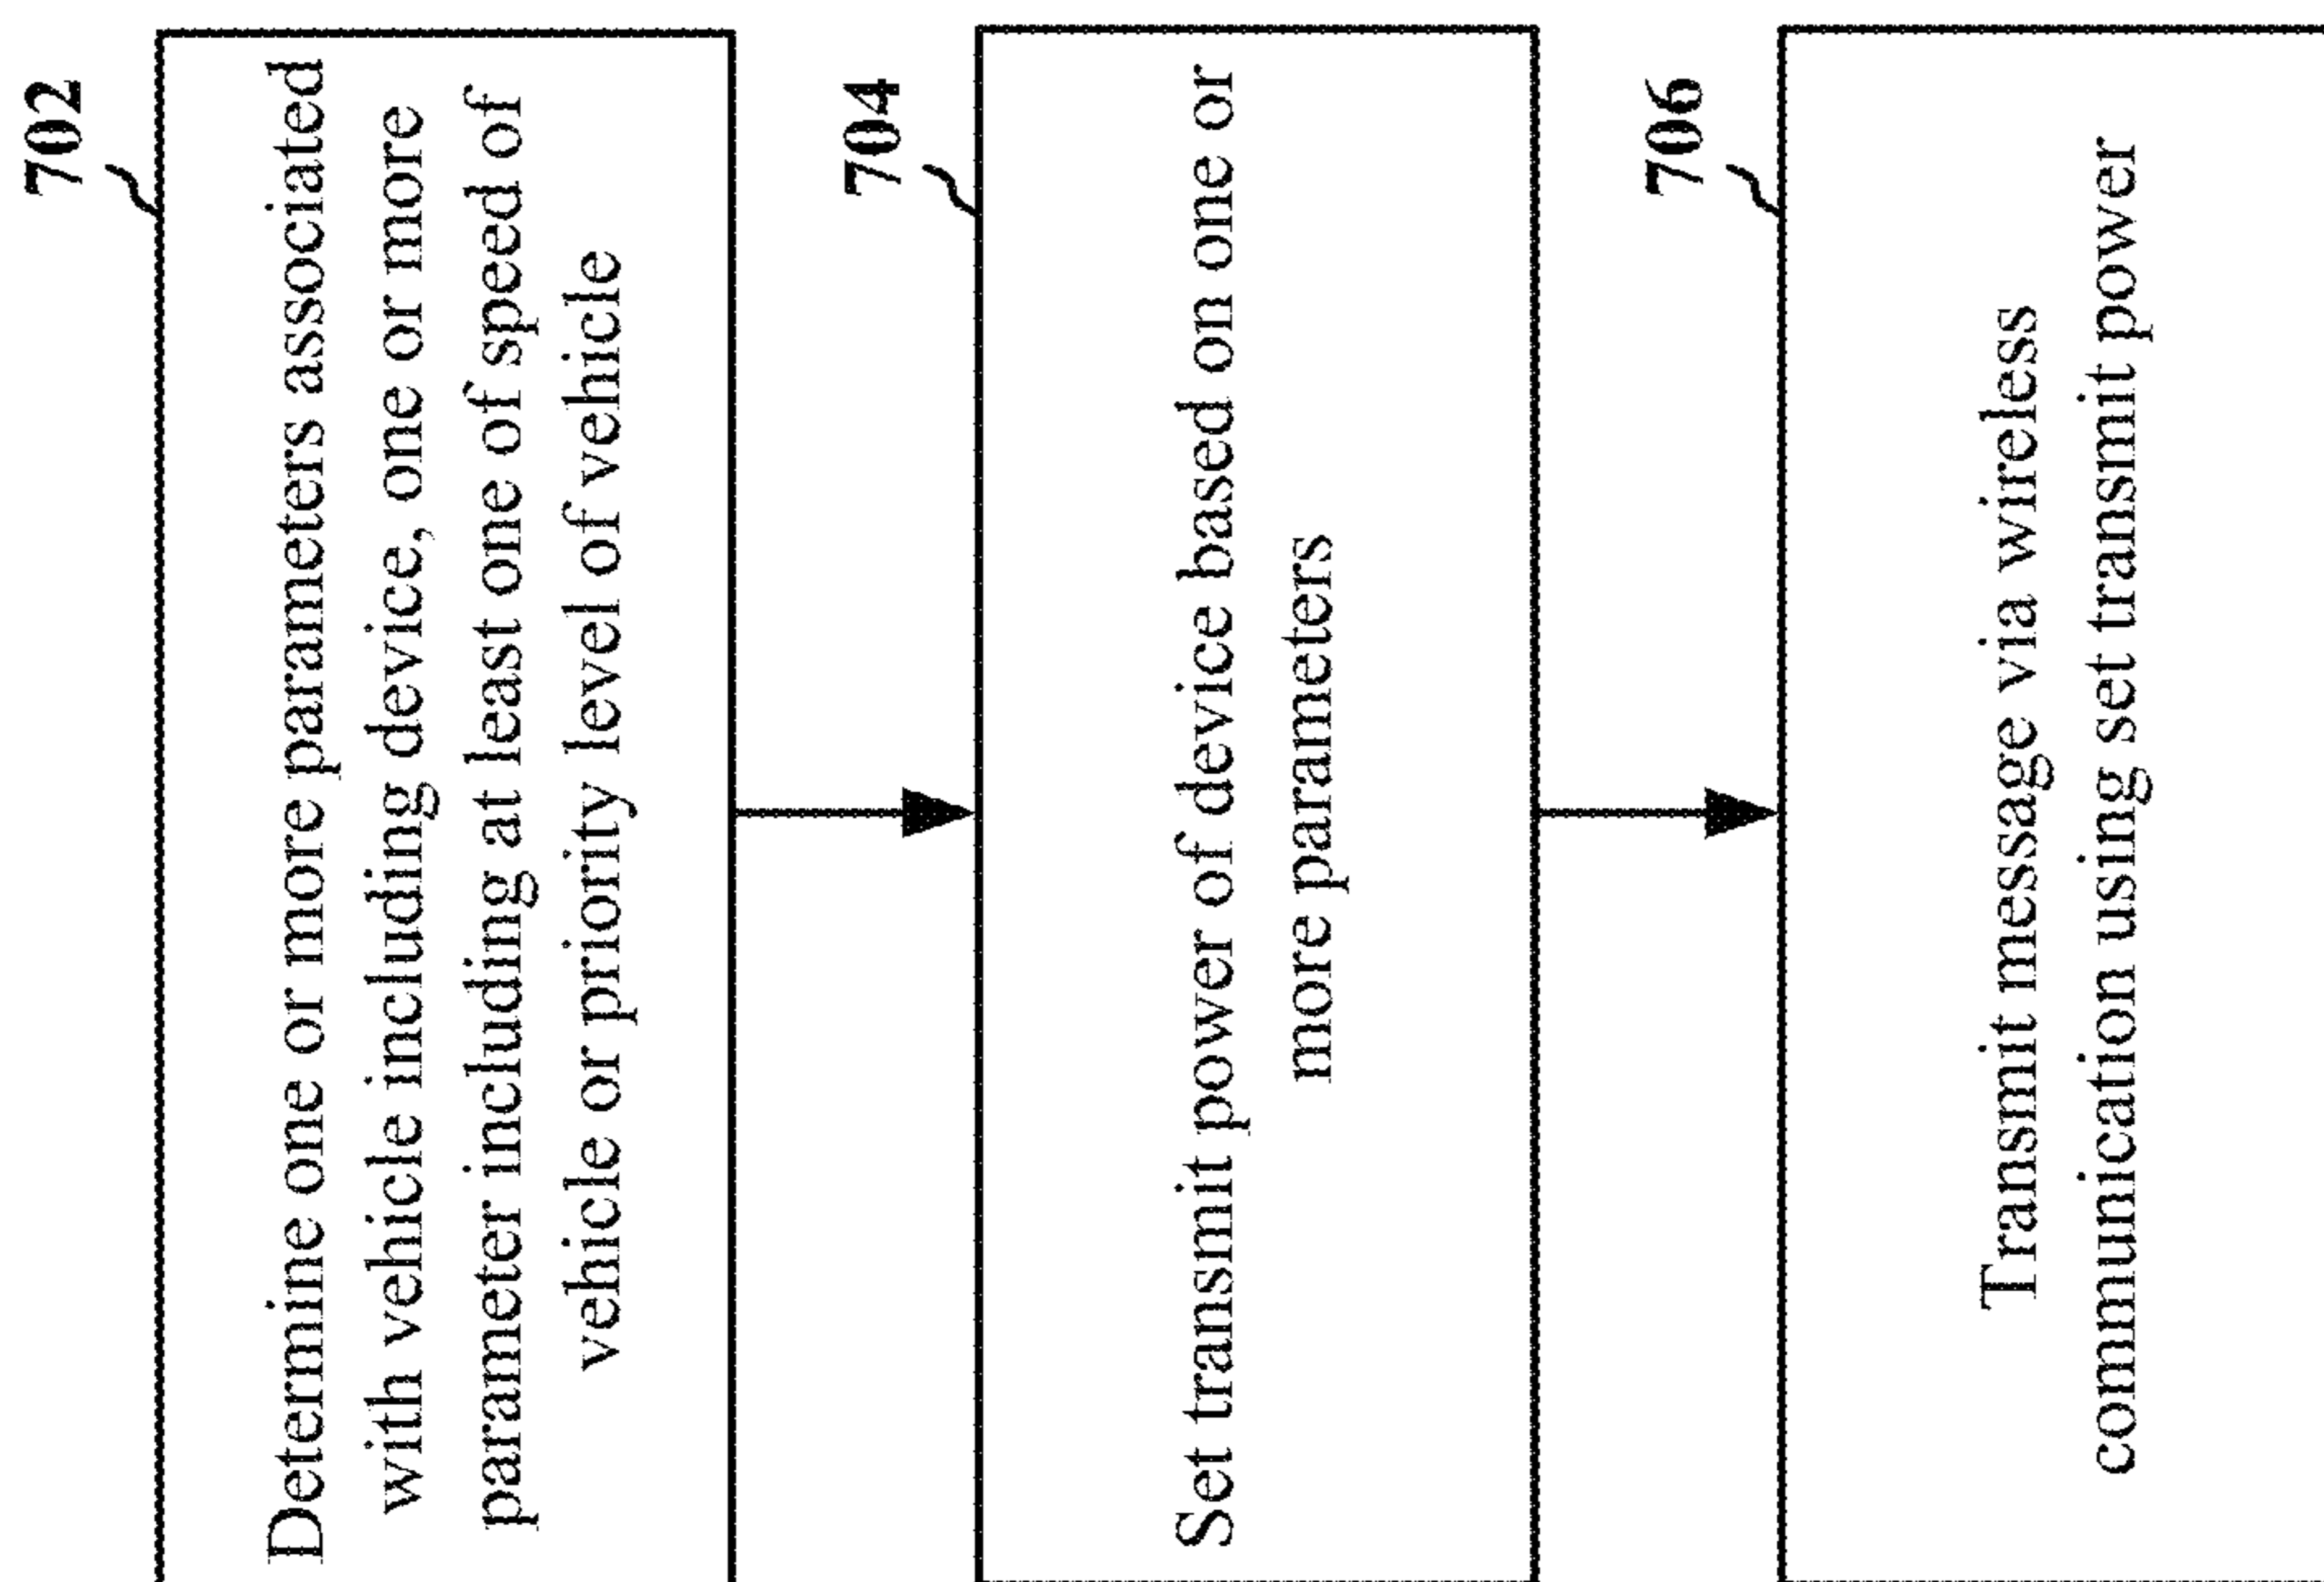 702
Determine one or more parameters associated
with vehicle including device, one or more
parameter including at least one of speed of
vehicle or priority level of vehicle
704
Set transmit power of device based on one or
more parameters
706
Transmit message via wireless
communication using set transmit power